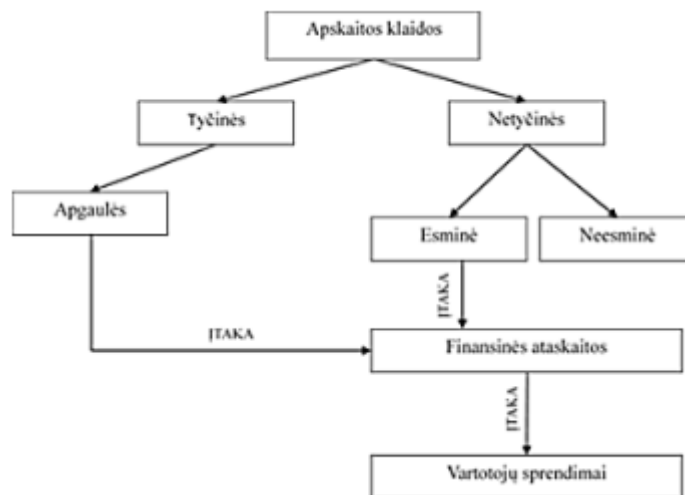 Apskaitos klaidos
Tyčinės
Netyčinės
Apgaulės
Esminė
Neesminė
ĮTAKA
ĮTAKA
Finansinės ataskaitos
ĮTAKA
Vartotojų sprendimai